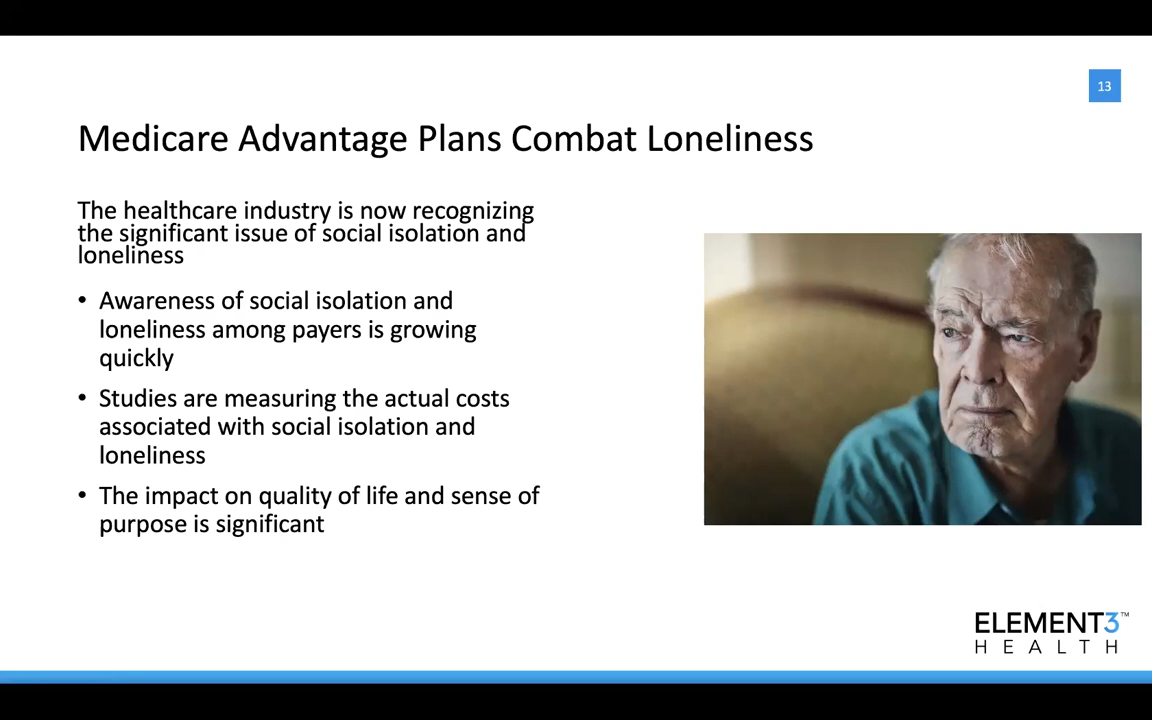 13
Medicare Advantage Plans Combat Loneliness
The healthcare industry is now recognizing
the significant issue of social isolation and
loneliness
• Awareness of social isolation and
loneliness among payers is growing
quickly
• Studies are measuring the actual costs
associated with social isolation and
loneliness
• The impact on quality of life and sense of
purpose is significant
ELEMENT3™
HEALTH